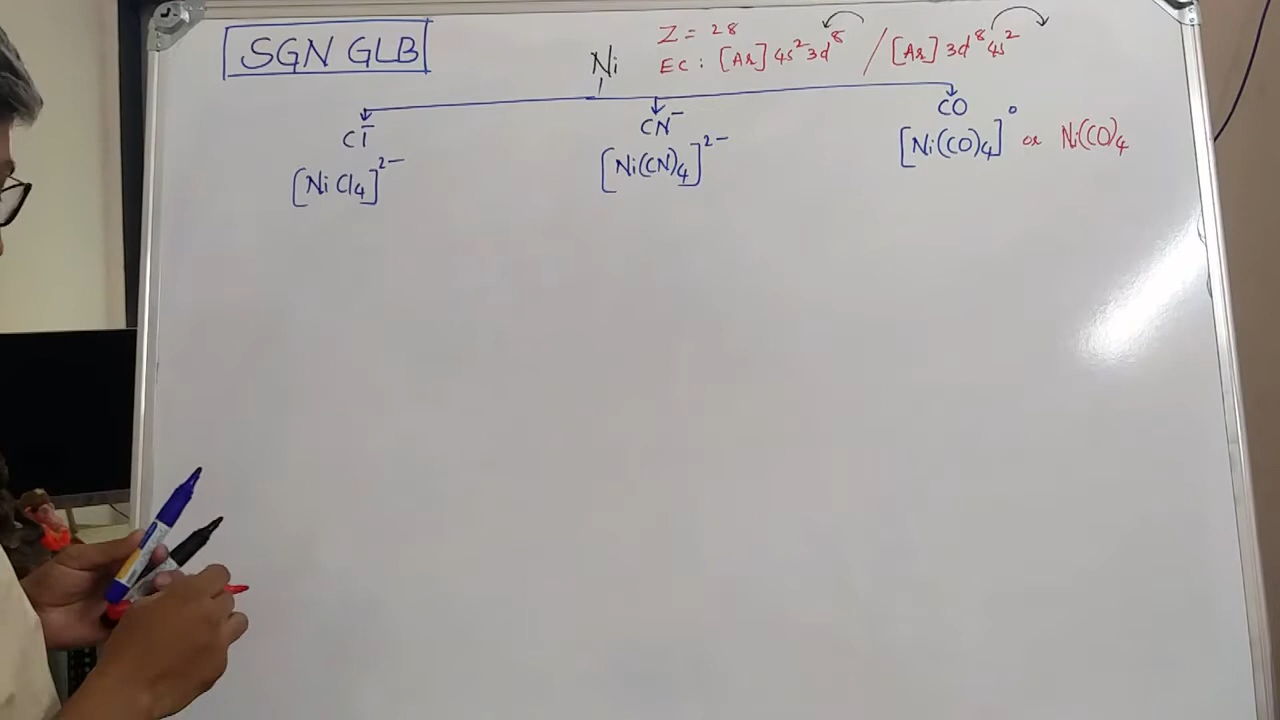 SGN GLB
Ni
Z = 28
EC : [Ar] 4s² 3d⁸ / [Ar] 3d⁸ 4s²
Cl⁻
CN⁻
CO
[NiCl₄]²⁻
[Ni(CN)₄]²⁻
[Ni(CO)₄]⁰ or Ni(CO)₄